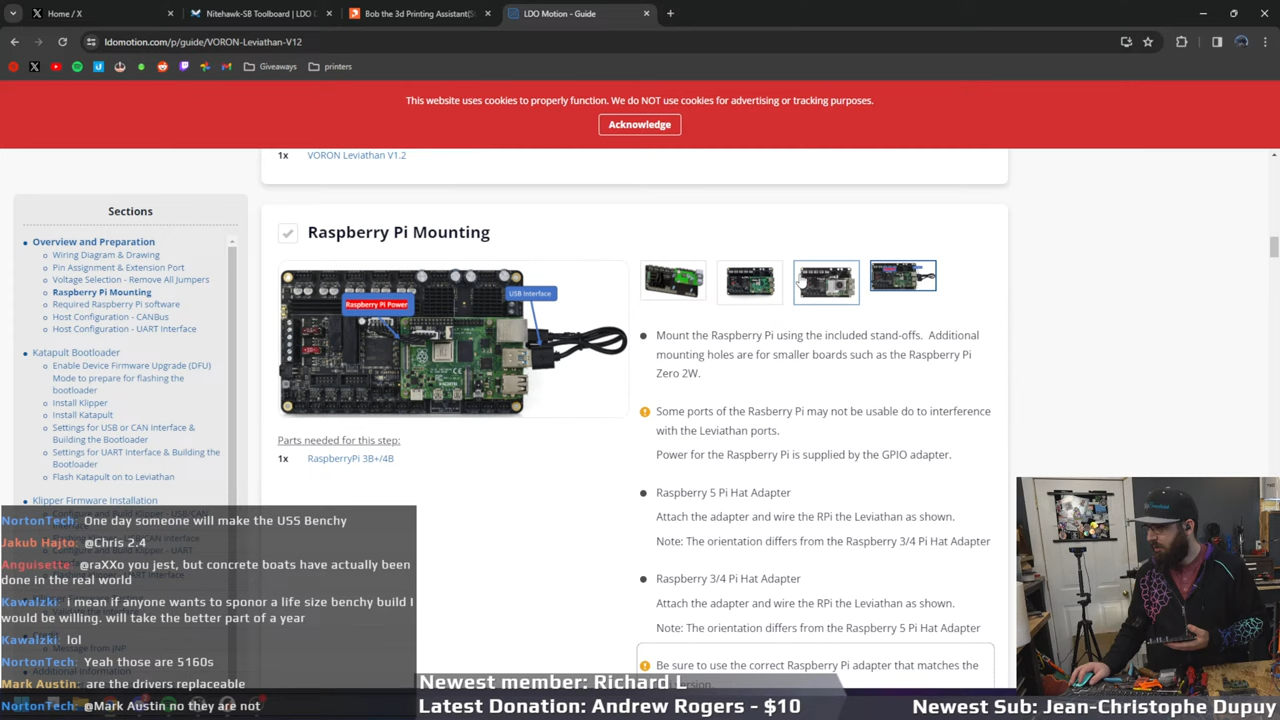 Home / X
Nitehawk-SB Toolboard | LDO
Bob the 3d Printing Assistant(S
LDO Motion - Guide
ldomotion.com/p/guide/VORON-Leviathan-V12
Giveaways
printers
This website uses cookies to properly function. We do NOT use cookies for advertising or tracking purposes.
Acknowledge
1x VORON Leviathan V1.2
Sections
Overview and Preparation
Wiring Diagram & Drawing
Pin Assignment & Extension Port
Voltage Selection - Remove All Jumpers
Raspberry Pi Mounting
Required Raspberry Pi software
Host Configuration - CANBus
Host Configuration - UART Interface
Katapult Bootloader
Enable Device Firmware Upgrade (DFU)
Mode to prepare for flashing the
bootloader
Install Klipper
Install Katapult
Settings for USB or CAN Interface &
Building the Bootloader
Settings for UART Interface & Building the
Bootloader
Flash Katapult on to Leviathan
Klipper Firmware Installation
Raspberry Pi Mounting
Raspberry Pi Power
USB Interface
Parts needed for this step:
1x RaspberryPi 3B+/4B
Mount the Raspberry Pi using the included stand-offs. Additional
mounting holes are for smaller boards such as the Raspberry Pi
Zero 2W.
Some ports of the Rasberry Pi may not be usable do to interference
with the Leviathan ports.
Power for the Raspberry Pi is supplied by the GPIO adapter.
Raspberry 5 Pi Hat Adapter
Attach the adapter and wire the RPi the Leviathan as shown.
Note: The orientation differs from the Raspberry 3/4 Pi Hat Adapter
Raspberry 3/4 Pi Hat Adapter
Attach the adapter and wire the RPi the Leviathan as shown.
Note: The orientation differs from the Raspberry 5 Pi Hat Adapter
Be sure to use the correct Raspberry Pi adapter that matches the
NortonTech: One day someone will make the USS Benchy
Jakub Hajto: @Chris 2.4
Anguisette: @raXXo you jest, but concrete boats have actually been
done in the real world
Kawalzki: i mean if anyone wants to sponor a life size benchy build I
would be willing. will take the better part of a year
Kawalzki: lol
NortonTech: Yeah those are 5160s
Mark Austin: are the drivers replaceable
NortonTech: @Mark Austin no they are not
Newest member: Richard L
Latest Donation: Andrew Rogers - $10
Newest Sub: Jean-Christophe Dupuy